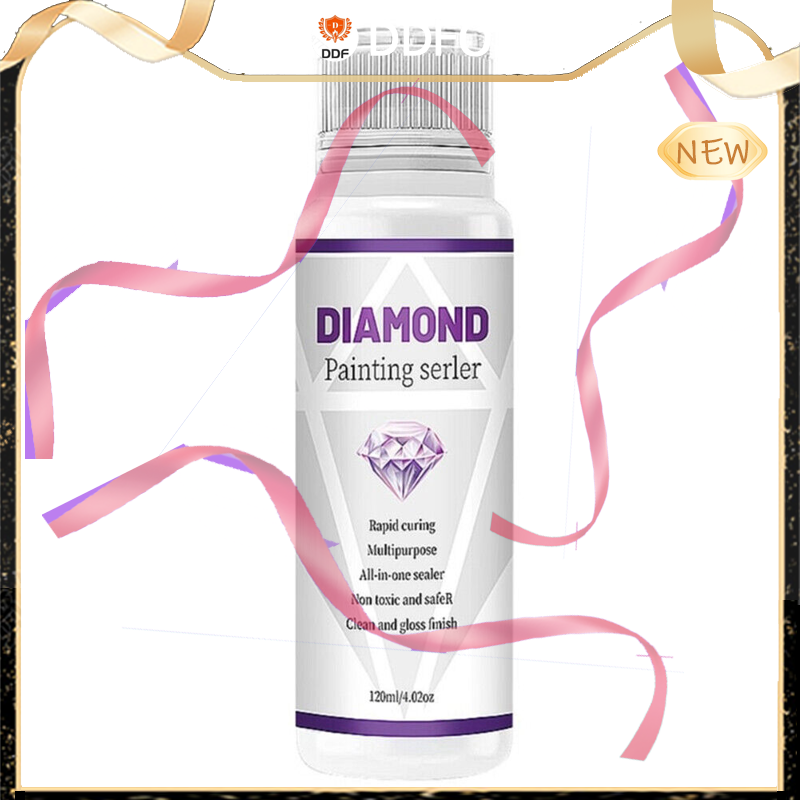 DDFO
DDF
NEW
DIAMOND
Painting serler
Rapid curing
Multipurpose
All-in-one sealer
Non toxic and safeR
Clean and gloss finish
120ml/4.02oz